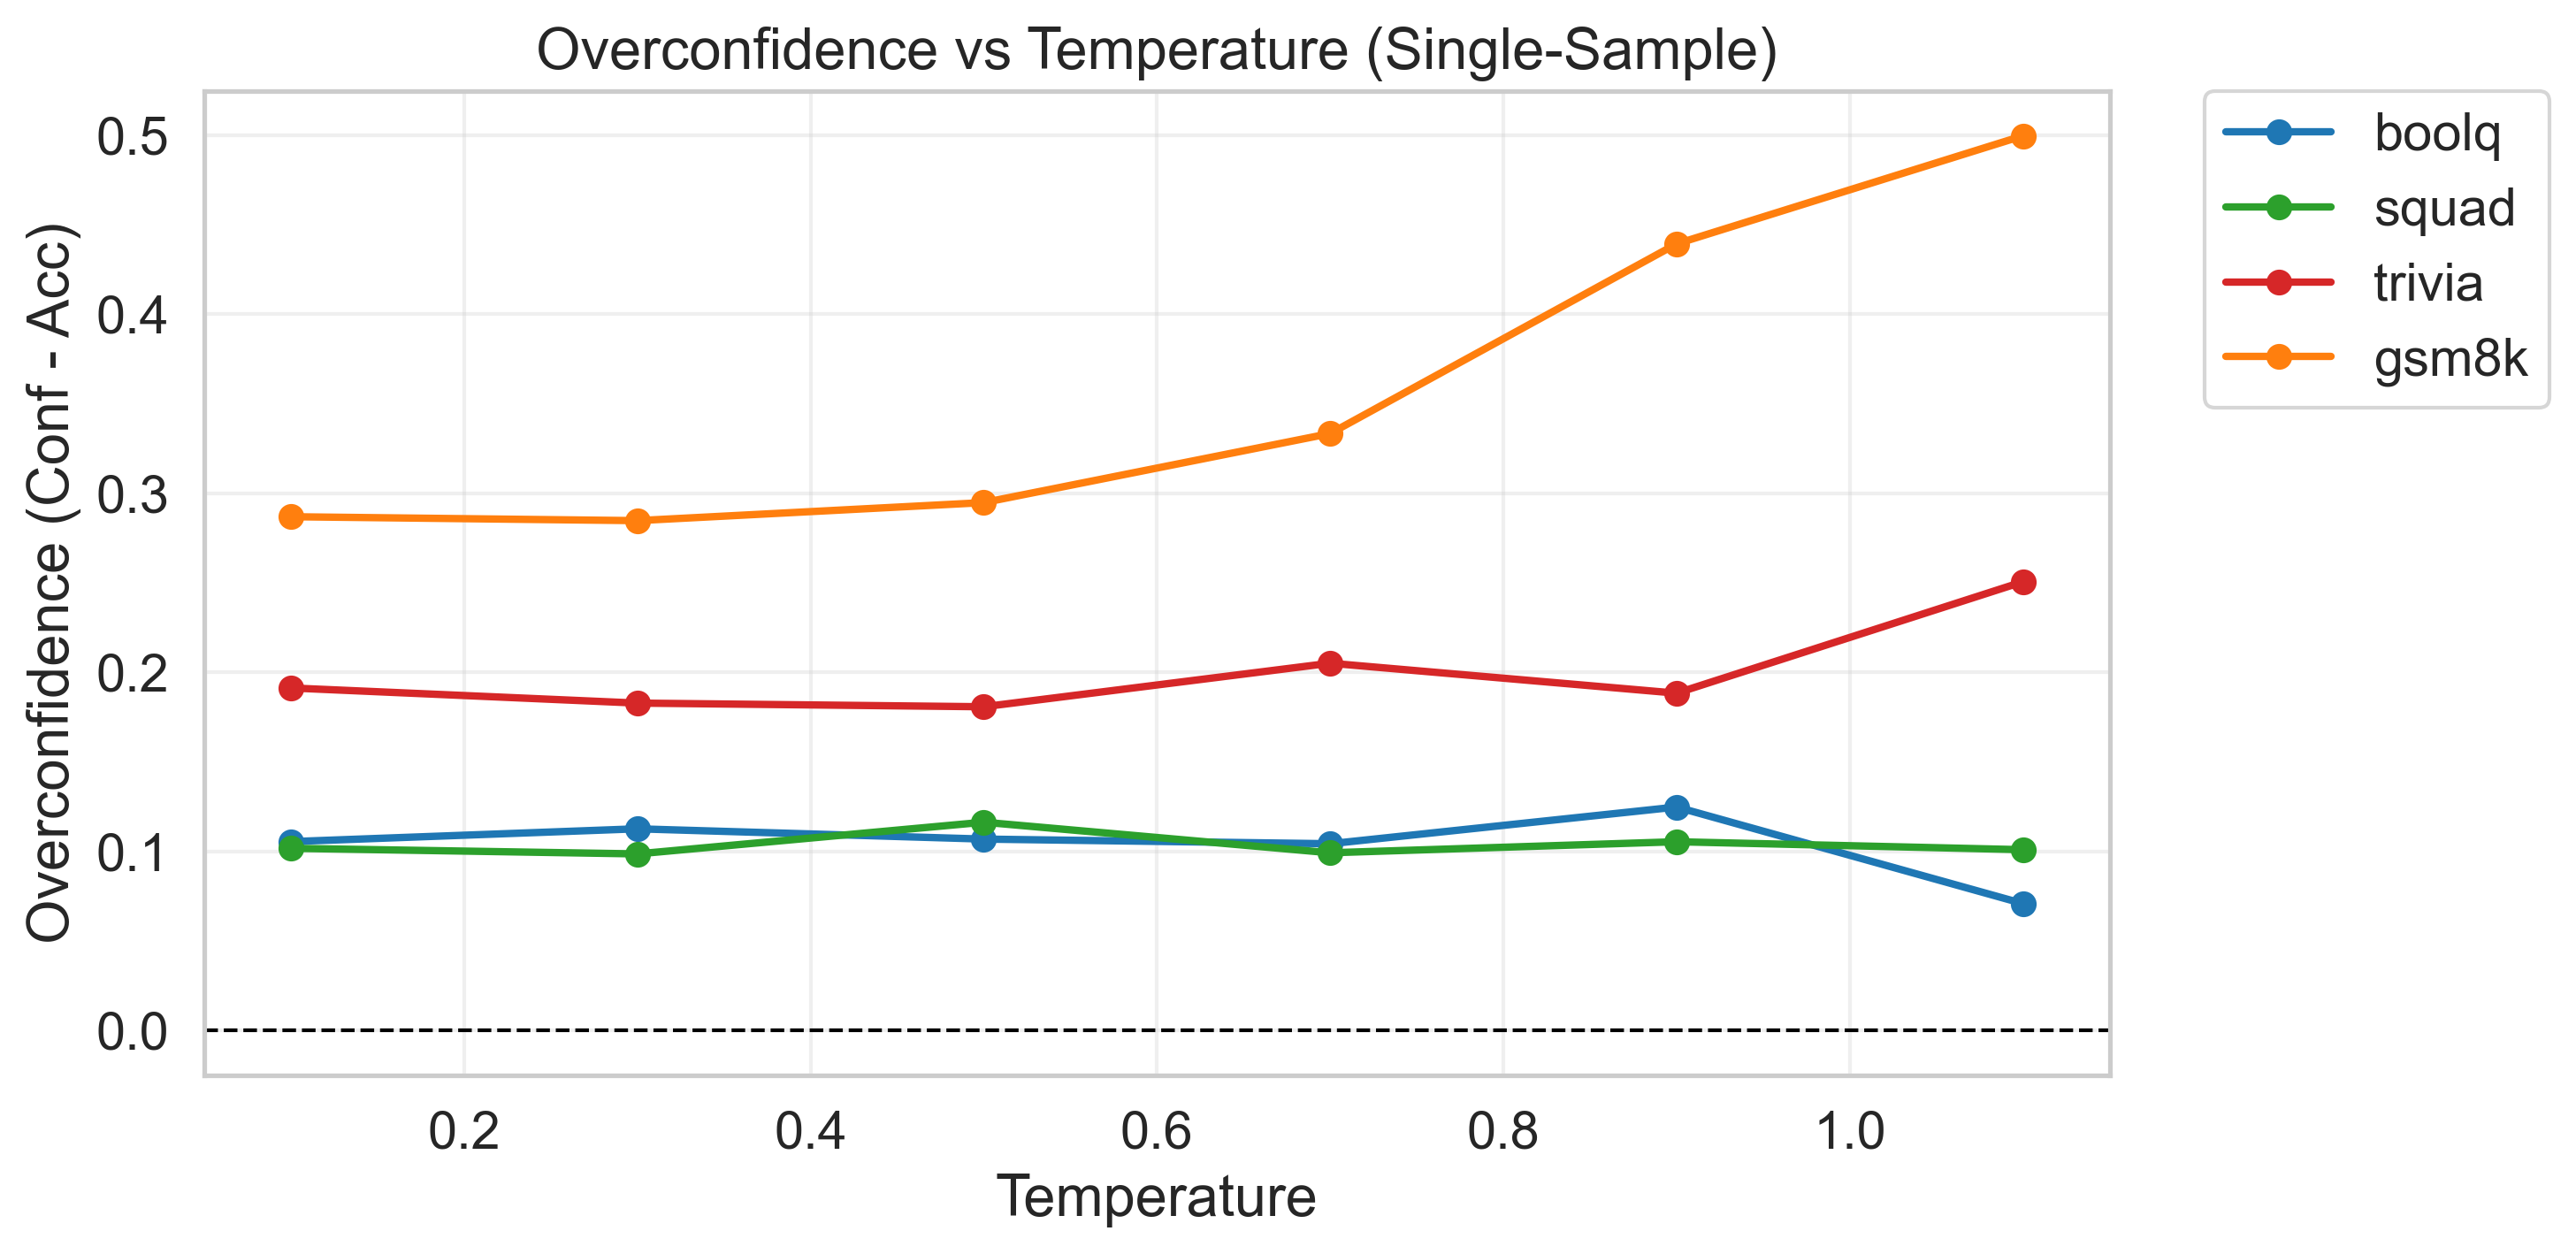 Overconfidence vs Temperature (Single-Sample)
Overconfidence (Conf - Acc)
0.5
0.4
0.3
0.2
0.1
0.0
0.2
0.4
0.6
0.8
1.0
Temperature
boolq
squad
trivia
gsm8k